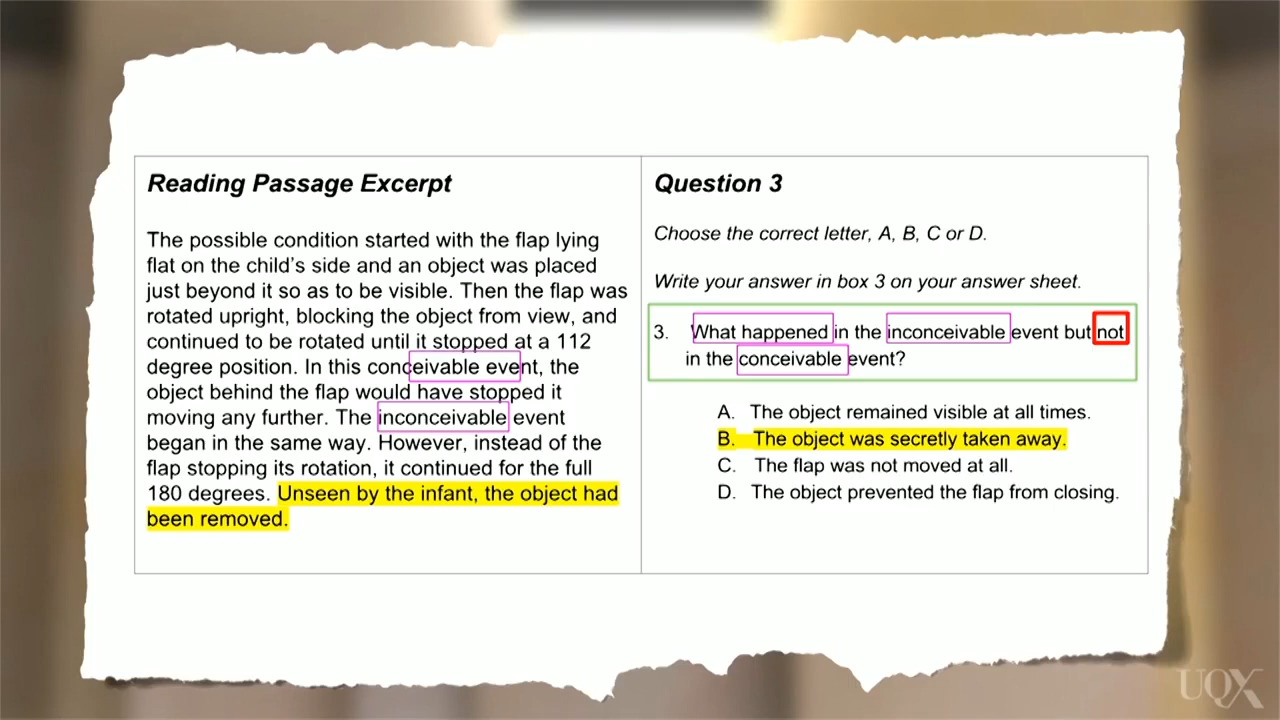 Reading Passage Excerpt
The possible condition started with the flap lying
flat on the child's side and an object was placed
just beyond it so as to be visible. Then the flap was
rotated upright, blocking the object from view, and
continued to be rotated until it stopped at a 112
degree position. In this conceivable event, the
object behind the flap would have stopped it
moving any further. The inconceivable event
began in the same way. However, instead of the
flap stopping its rotation, it continued for the full
180 degrees. Unseen by the infant, the object had
been removed.
Question 3
Choose the correct letter, A, B, C or D.
Write your answer in box 3 on your answer sheet.
3. What happened in the inconceivable event but not
in the conceivable event?
A. The object remained visible at all times.
B. The object was secretly taken away.
C. The flap was not moved at all.
D. The object prevented the flap from closing.
UQX